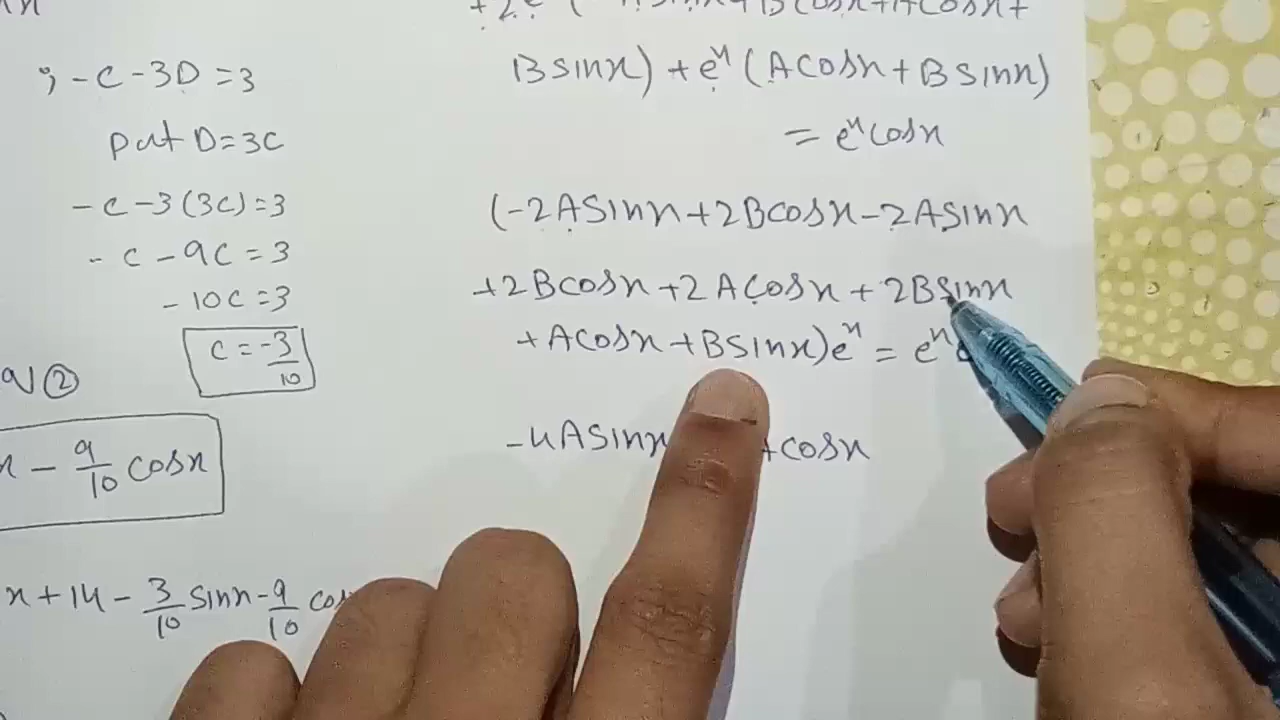 ; -C-3D=3
put D=3C
-C-3(3C)=3
-C-9C=3
-10C=3
C=-3/10
②
- 9/10 cosx
x+14-3/10 sinx-9/10 cos
Bsinx)+eˣ(Acosx+Bsinx)
=eˣcosx
(-2Asinx+2Bcosx-2Asinx
+2Bcosx+2Acosx+2Bsinx
+Acosx+Bsinx)eˣ=eˣ
-4Asinx +cosx